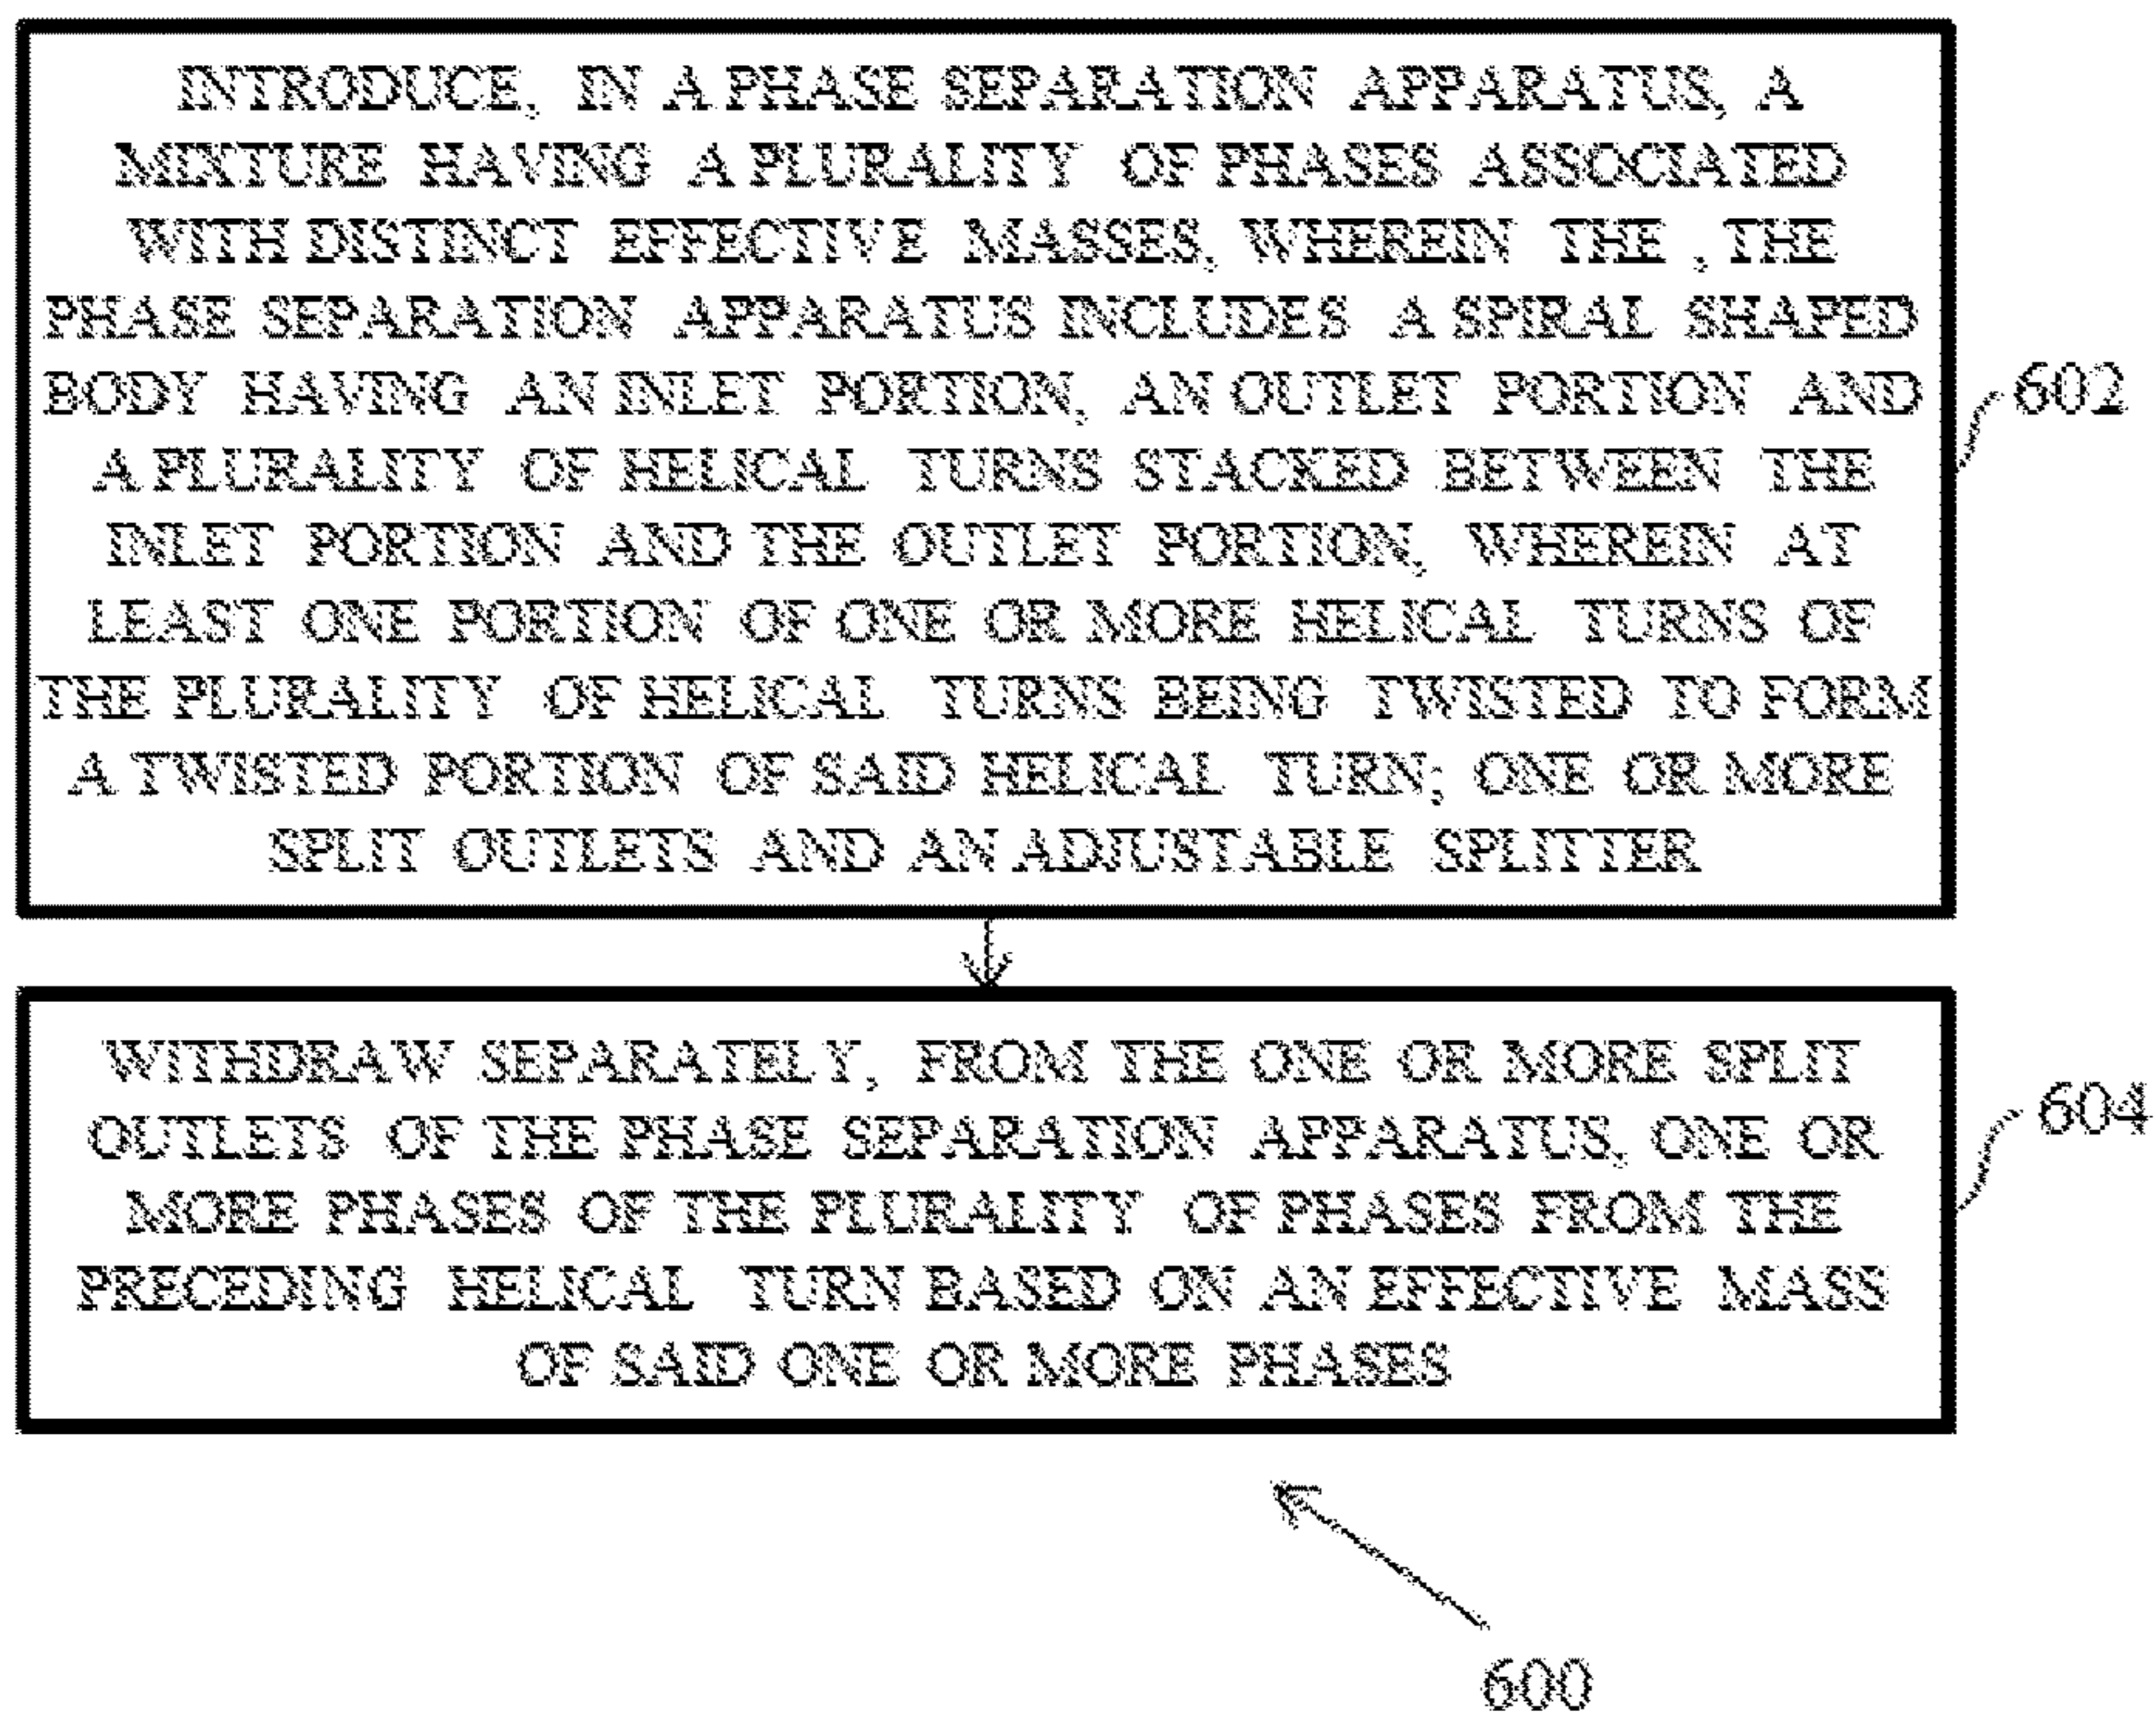 INTRODUCE, IN A PHASE SEPARATION APPARATUS, A
MIXTURE HAVING A PLURALITY OF PHASES ASSOCIATED
WITH DISTINCT EFFECTIVE MASSES, WHEREIN THE , THE
PHASE SEPARATION APPARATUS INCLUDES A SPIRAL SHAPED
BODY HAVING AN INLET PORTION, AN OUTLET PORTION AND
A PLURALITY OF HELICAL TURNS STACKED BETWEEN THE
INLET PORTION AND THE OUTLET PORTION, WHEREIN AT
LEAST ONE PORTION OF ONE OR MORE HELICAL TURNS OF
THE PLURALITY OF HELICAL TURNS BEING TWISTED TO FORM
A TWISTED PORTION OF SAID HELICAL TURN; ONE OR MORE
SPLIT OUTLETS AND AN ADJUSTABLE SPLITTER
602
WITHDRAW SEPARATELY, FROM THE ONE OR MORE SPLIT
OUTLETS OF THE PHASE SEPARATION APPARATUS, ONE OR
MORE PHASES OF THE PLURALITY OF PHASES FROM THE
PRECEDING HELICAL TURN BASED ON AN EFFECTIVE MASS
OF SAID ONE OR MORE PHASES
604
600